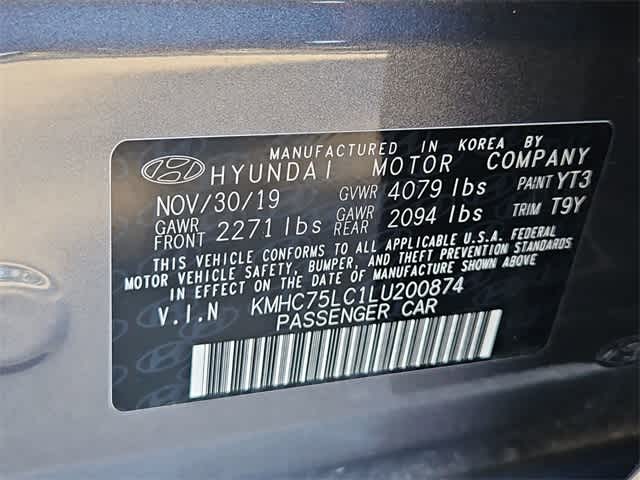 MANUFACTURED IN KOREA BY
HYUNDAI MOTOR COMPANY
NOV/30/19 GVWR 4079 lbs PAINT YT3
GAWR FRONT 2271 lbs GAWR REAR 2094 lbs TRIM T9Y
THIS VEHICLE CONFORMS TO ALL APPLICABLE U.S.A. FEDERAL
MOTOR VEHICLE SAFETY, BUMPER, AND THEFT PREVENTION STANDARDS
IN EFFECT ON THE DATE OF MANUFACTURE SHOWN ABOVE
V.I.N KMHC75LC1LU200874
PASSENGER CAR